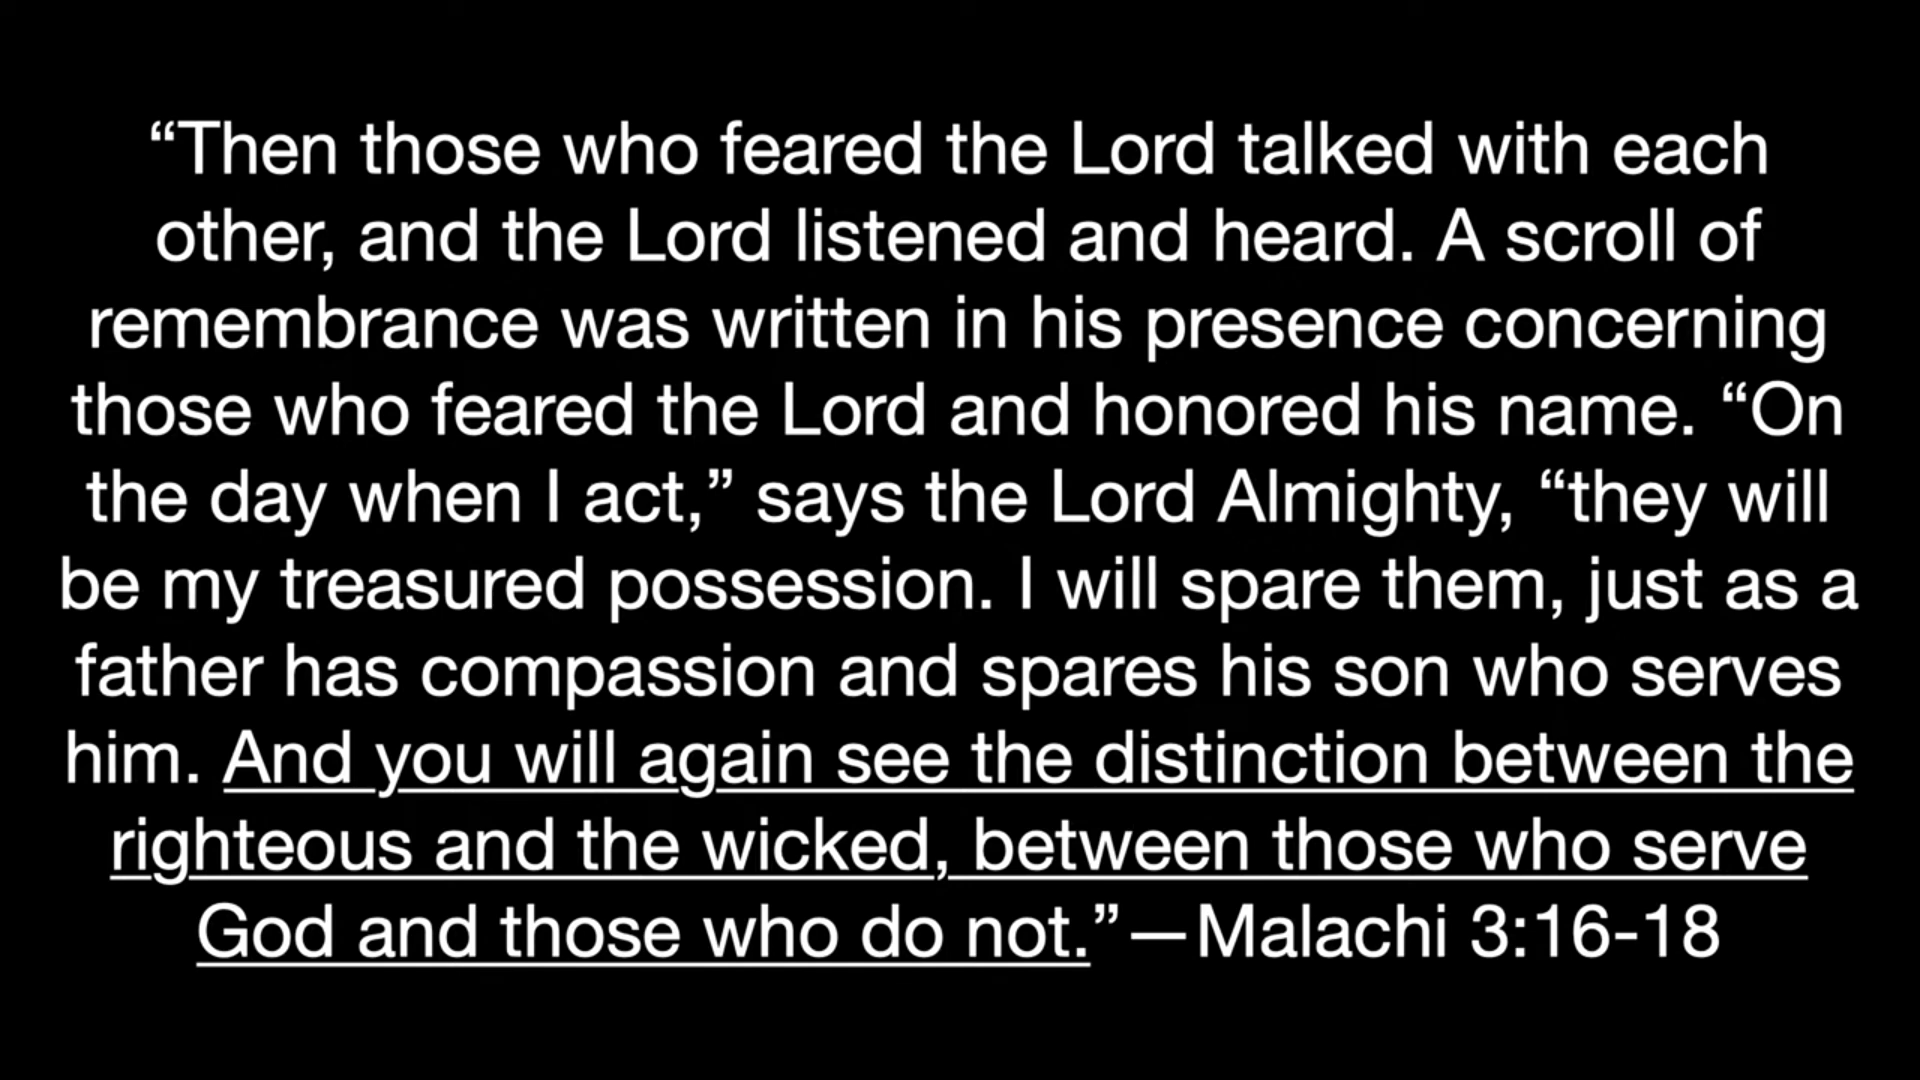 “Then those who feared the Lord talked with each
other, and the Lord listened and heard. A scroll of
remembrance was written in his presence concerning
those who feared the Lord and honored his name. “On
the day when I act,” says the Lord Almighty, “they will
be my treasured possession. I will spare them, just as a
father has compassion and spares his son who serves
him. And you will again see the distinction between the
righteous and the wicked, between those who serve
God and those who do not.”—Malachi 3:16-18